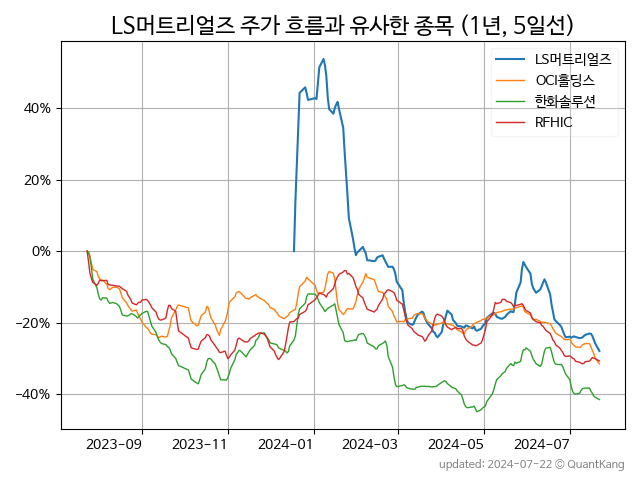 LS머트리얼즈 주가 흐름과 유사한 종목 (1년, 5일선)
LS머트리얼즈
OCI홀딩스
한화솔루션
RFHIC
40%
20%
0%
−20%
−40%
2023-09 2023-11 2024-01 2024-03 2024-05 2024-07
updated: 2024-07-22 © QuantKang